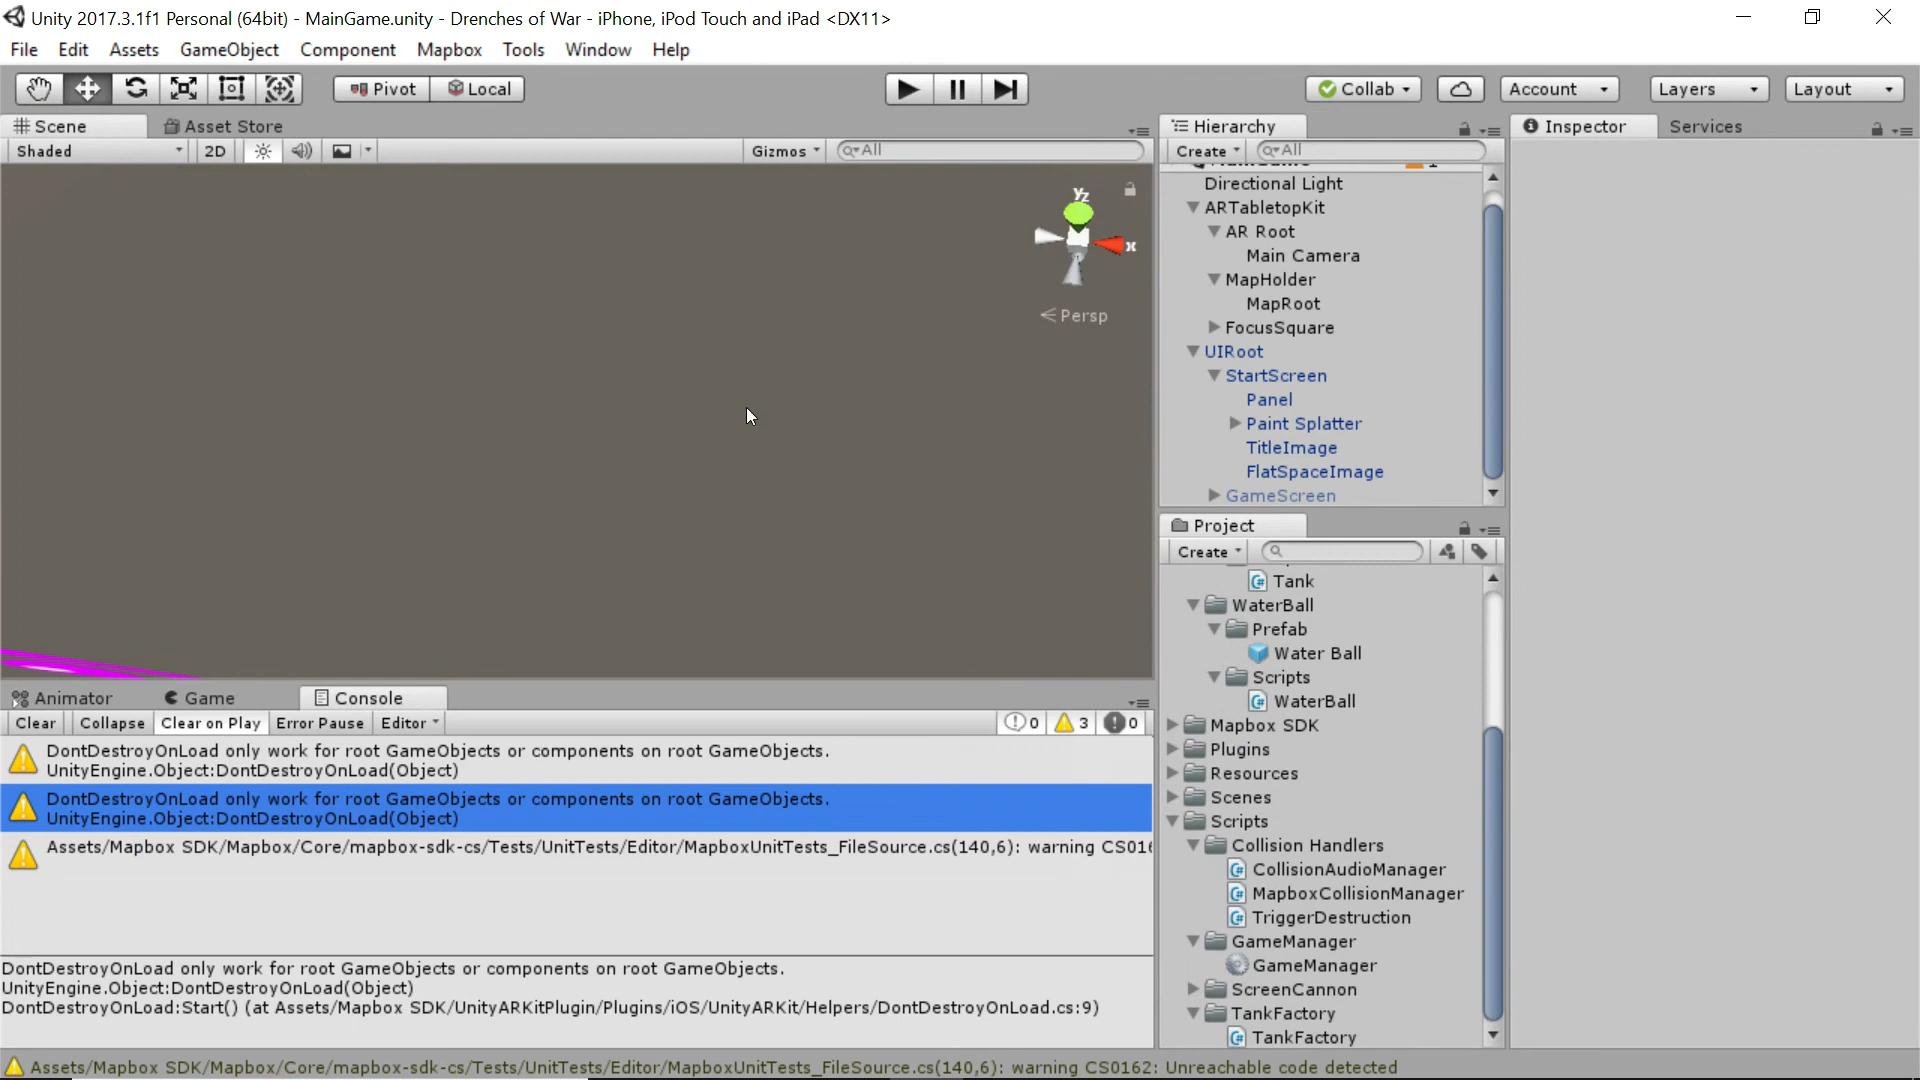 Unity 2017.3.1f1 Personal (64bit) - MainGame.unity - Drenches of War - iPhone, iPod Touch and iPad <DX11>
File Edit Assets GameObject Component Mapbox Tools Window Help
Pivot Local Collab Account Layers Layout
Scene Asset Store
Shaded 2D Gizmos All
y z
x
Persp
Hierarchy
Create All
1
Directional Light
ARTabletopKit
AR Root
Main Camera
MapHolder
MapRoot
FocusSquare
UIRoot
StartScreen
Panel
Paint Splatter
TitleImage
FlatSpaceImage
GameScreen
Project
Create
Tank
WaterBall
Prefab
Water Ball
Scripts
WaterBall
Mapbox SDK
Plugins
Resources
Scenes
Scripts
Collision Handlers
CollisionAudioManager
MapboxCollisionManager
TriggerDestruction
GameManager
GameManager
ScreenCannon
TankFactory
TankFactory
Inspector Services
Animator Game Console
Clear Collapse Clear on Play Error Pause Editor 0 3 0
DontDestroyOnLoad only work for root GameObjects or components on root GameObjects.
UnityEngine.Object:DontDestroyOnLoad(Object)
DontDestroyOnLoad only work for root GameObjects or components on root GameObjects.
UnityEngine.Object:DontDestroyOnLoad(Object)
Assets/Mapbox SDK/Mapbox/Core/mapbox-sdk-cs/Tests/UnitTests/Editor/MapboxUnitTests_FileSource.cs(140,6): warning CS016
DontDestroyOnLoad only work for root GameObjects or components on root GameObjects.
UnityEngine.Object:DontDestroyOnLoad(Object)
DontDestroyOnLoad:Start() (at Assets/Mapbox SDK/UnityARKitPlugin/Plugins/iOS/UnityARKit/Helpers/DontDestroyOnLoad.cs:9)
Assets/Mapbox SDK/Mapbox/Core/mapbox-sdk-cs/Tests/UnitTests/Editor/MapboxUnitTests_FileSource.cs(140,6): warning CS0162: Unreachable code detected